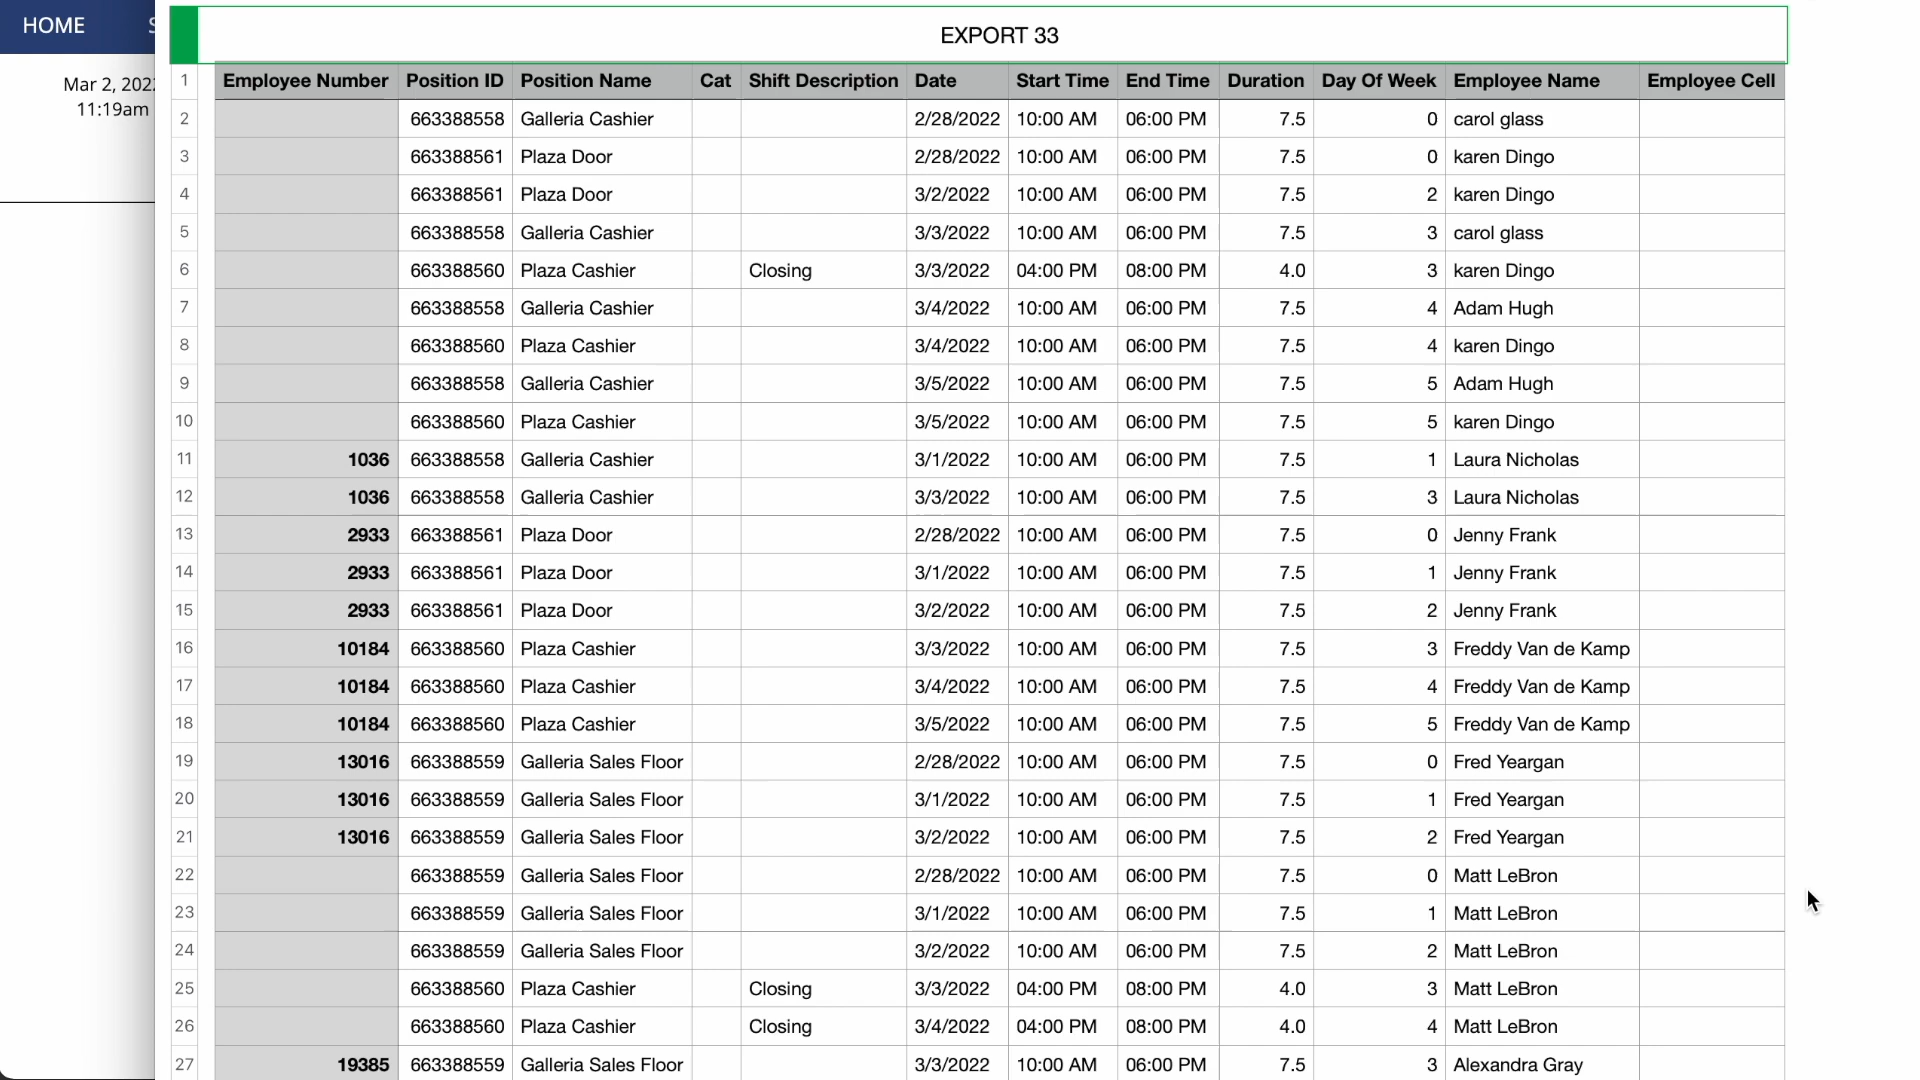 HOME S
Mar 2, 202
11:19am
EXPORT 33
1 Employee Number Position ID Position Name Cat Shift Description Date Start Time End Time Duration Day Of Week Employee Name Employee Cell
2 663388558 Galleria Cashier 2/28/2022 10:00 AM 06:00 PM 7.5 0 carol glass
3 663388561 Plaza Door 2/28/2022 10:00 AM 06:00 PM 7.5 0 karen Dingo
4 663388561 Plaza Door 3/2/2022 10:00 AM 06:00 PM 7.5 2 karen Dingo
5 663388558 Galleria Cashier 3/3/2022 10:00 AM 06:00 PM 7.5 3 carol glass
6 663388560 Plaza Cashier Closing 3/3/2022 04:00 PM 08:00 PM 4.0 3 karen Dingo
7 663388558 Galleria Cashier 3/4/2022 10:00 AM 06:00 PM 7.5 4 Adam Hugh
8 663388560 Plaza Cashier 3/4/2022 10:00 AM 06:00 PM 7.5 4 karen Dingo
9 663388558 Galleria Cashier 3/5/2022 10:00 AM 06:00 PM 7.5 5 Adam Hugh
10 663388560 Plaza Cashier 3/5/2022 10:00 AM 06:00 PM 7.5 5 karen Dingo
11 1036 663388558 Galleria Cashier 3/1/2022 10:00 AM 06:00 PM 7.5 1 Laura Nicholas
12 1036 663388558 Galleria Cashier 3/3/2022 10:00 AM 06:00 PM 7.5 3 Laura Nicholas
13 2933 663388561 Plaza Door 2/28/2022 10:00 AM 06:00 PM 7.5 0 Jenny Frank
14 2933 663388561 Plaza Door 3/1/2022 10:00 AM 06:00 PM 7.5 1 Jenny Frank
15 2933 663388561 Plaza Door 3/2/2022 10:00 AM 06:00 PM 7.5 2 Jenny Frank
16 10184 663388560 Plaza Cashier 3/3/2022 10:00 AM 06:00 PM 7.5 3 Freddy Van de Kamp
17 10184 663388560 Plaza Cashier 3/4/2022 10:00 AM 06:00 PM 7.5 4 Freddy Van de Kamp
18 10184 663388560 Plaza Cashier 3/5/2022 10:00 AM 06:00 PM 7.5 5 Freddy Van de Kamp
19 13016 663388559 Galleria Sales Floor 2/28/2022 10:00 AM 06:00 PM 7.5 0 Fred Yeargan
20 13016 663388559 Galleria Sales Floor 3/1/2022 10:00 AM 06:00 PM 7.5 1 Fred Yeargan
21 13016 663388559 Galleria Sales Floor 3/2/2022 10:00 AM 06:00 PM 7.5 2 Fred Yeargan
22 663388559 Galleria Sales Floor 2/28/2022 10:00 AM 06:00 PM 7.5 0 Matt LeBron
23 663388559 Galleria Sales Floor 3/1/2022 10:00 AM 06:00 PM 7.5 1 Matt LeBron
24 663388559 Galleria Sales Floor 3/2/2022 10:00 AM 06:00 PM 7.5 2 Matt LeBron
25 663388560 Plaza Cashier Closing 3/3/2022 04:00 PM 08:00 PM 4.0 3 Matt LeBron
26 663388560 Plaza Cashier Closing 3/4/2022 04:00 PM 08:00 PM 4.0 4 Matt LeBron
27 19385 663388559 Galleria Sales Floor 3/3/2022 10:00 AM 06:00 PM 7.5 3 Alexandra Gray